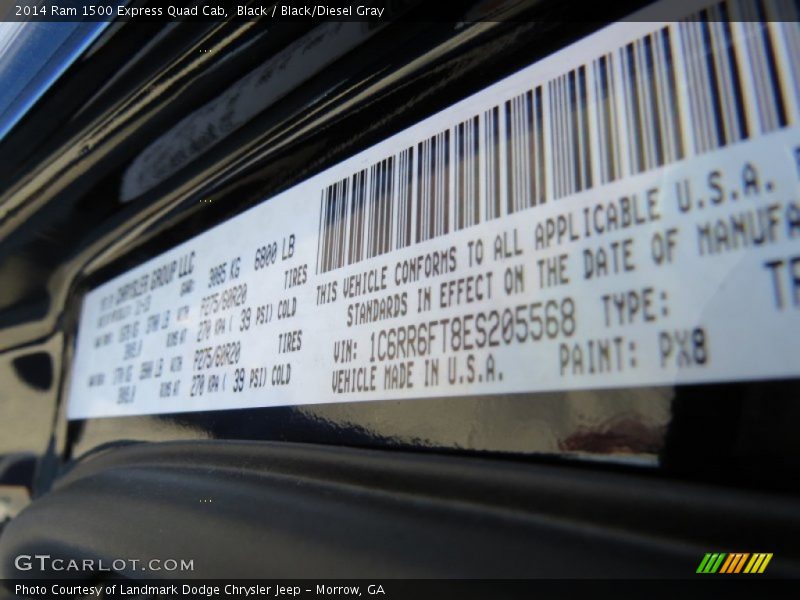 2014 Ram 1500 Express Quad Cab, Black / Black/Diesel Gray
CHRYSLER GROUP LLC
3085 KG 6800 LB
TIRES
P275/60R20
270 KPA ( 39 PSI) COLD
TIRES
P275/60R20
270 KPA ( 39 PSI) COLD
THIS VEHICLE CONFORMS TO ALL APPLICABLE U.S.A.
STANDARDS IN EFFECT ON THE DATE OF MANUFA
VIN: 1C6RR6FT8ES205568 TYPE: TR
VEHICLE MADE IN U.S.A. PAINT: PX8
GTCARLOT.COM
Photo Courtesy of Landmark Dodge Chrysler Jeep - Morrow, GA